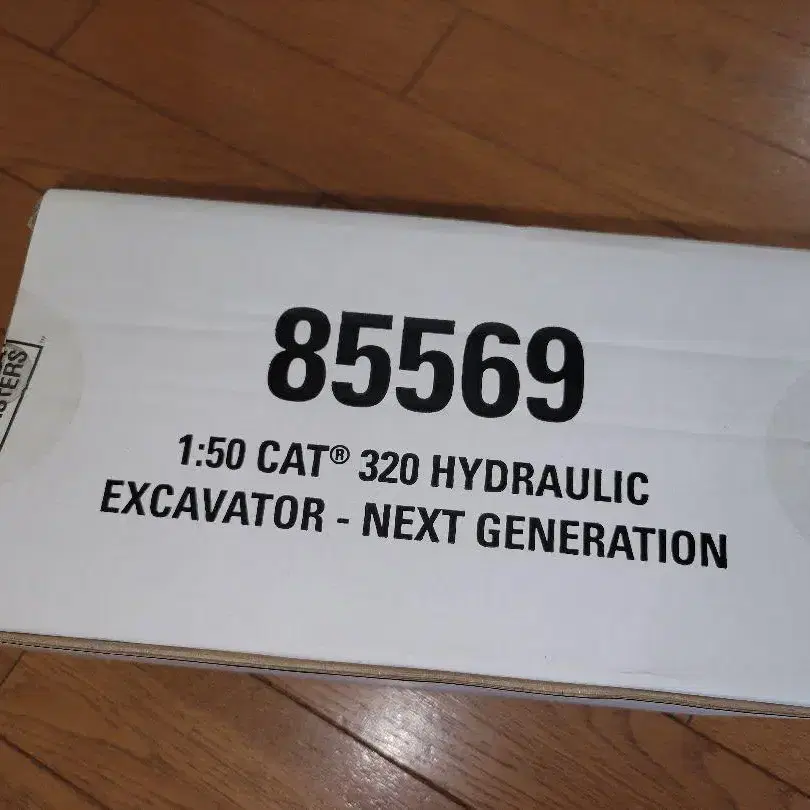 85569
1:50 CAT® 320 HYDRAULIC
EXCAVATOR - NEXT GENERATION